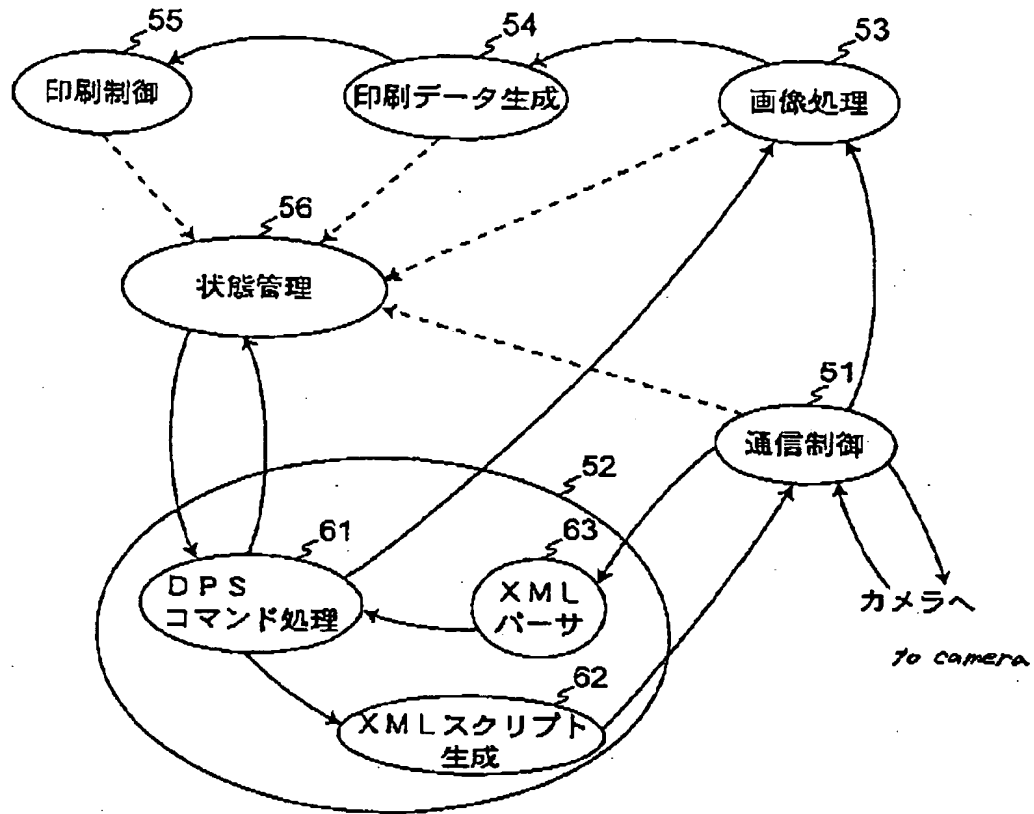 55
54
53
印刷制御
印刷データ生成
画像処理
56
状態管理
51
通信制御
52
61
63
DPS
コマンド処理
XML
パーサ
カメラへ
to camera
62
XMLスクリプト
生成